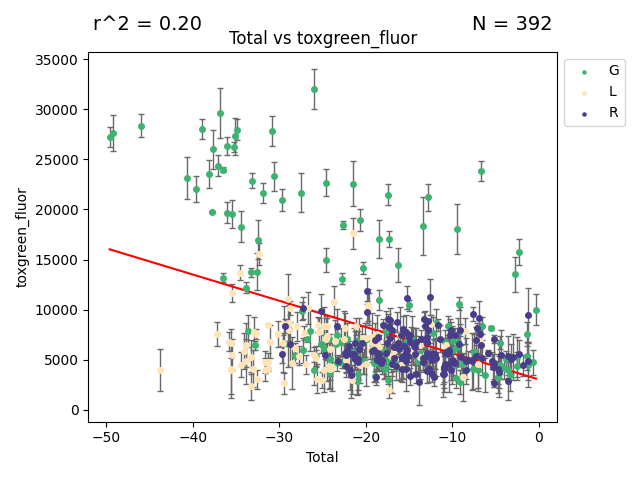 r^2 = 0.20
N = 392
Total vs toxgreen_fluor
35000
30000
25000
20000
15000
10000
5000
0
toxgreen_fluor
−50
−40
−30
−20
−10
0
Total
G
L
R